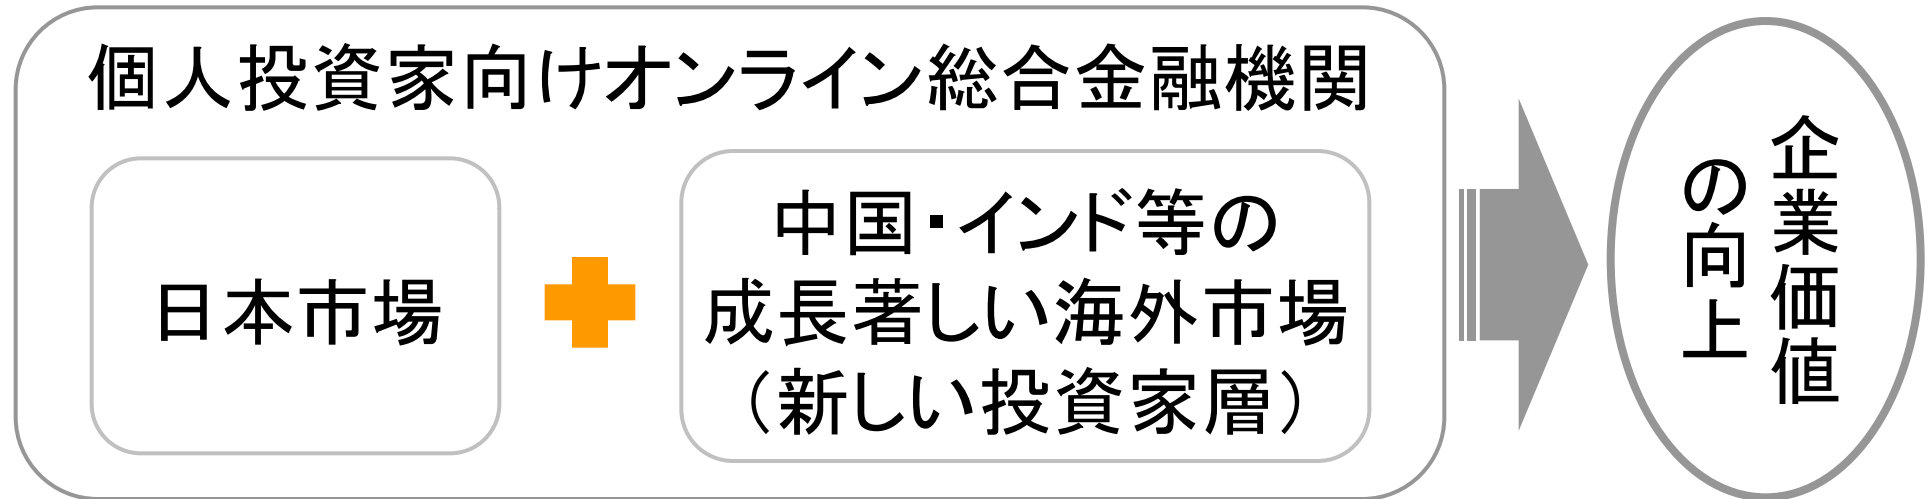 個人投資家向けオンライン総合金融機関
日本市場
中国・インド等の
成長著しい海外市場
（新しい投資家層）
企業価値
の向上